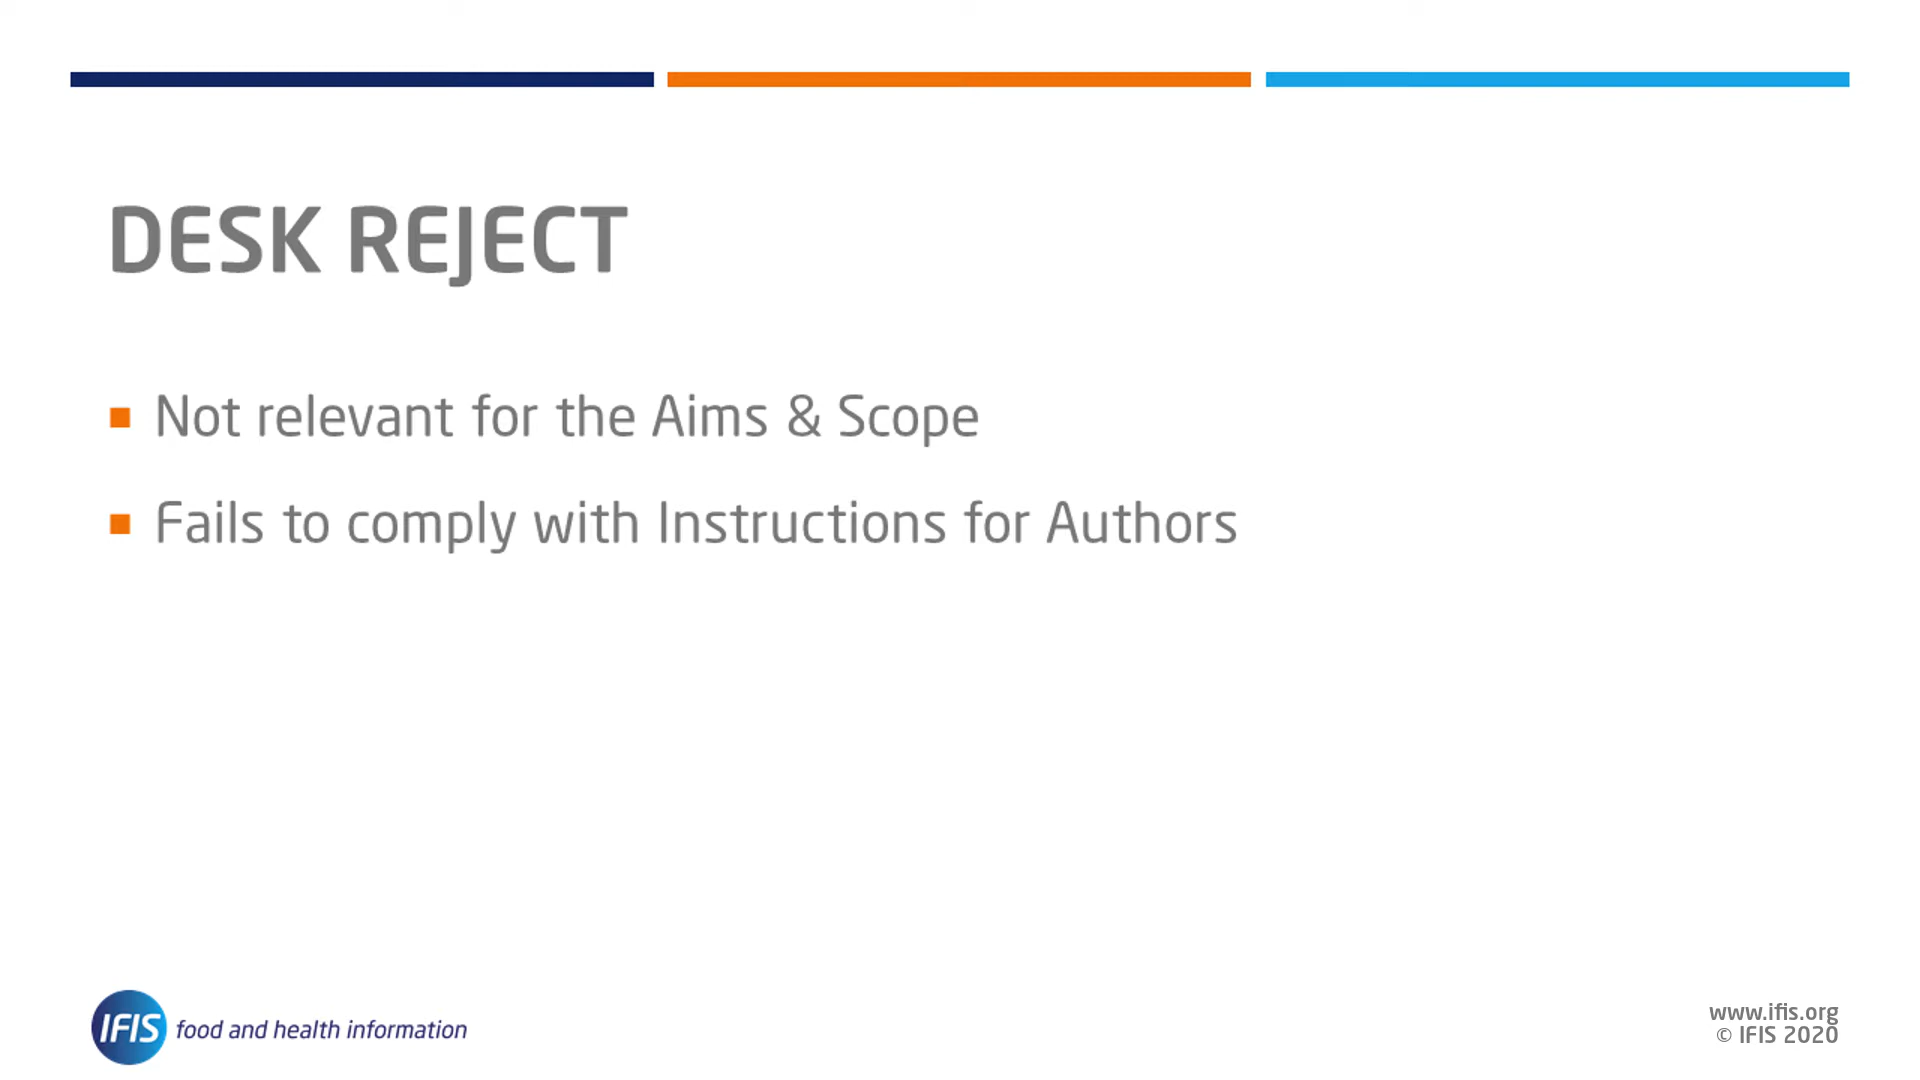 DESK REJECT
Not relevant for the Aims & Scope
Fails to comply with Instructions for Authors
IFIS food and health information
www.ifis.org
© IFIS 2020